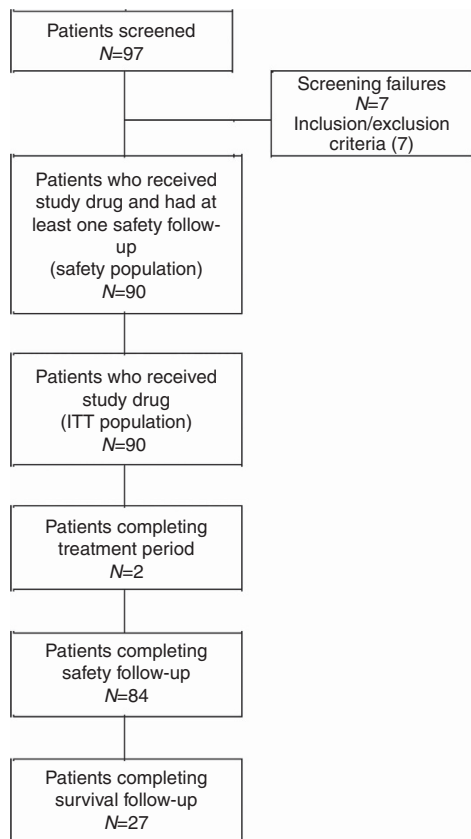 Patients screened
N=97
Screening failures
N=7
Inclusion/exclusion
criteria (7)
Patients who received
study drug and had at
least one safety follow-
up
(safety population)
N=90
Patients who received
study drug
(ITT population)
N=90
Patients completing
treatment period
N=2
Patients completing
safety follow-up
N=84
Patients completing
survival follow-up
N=27